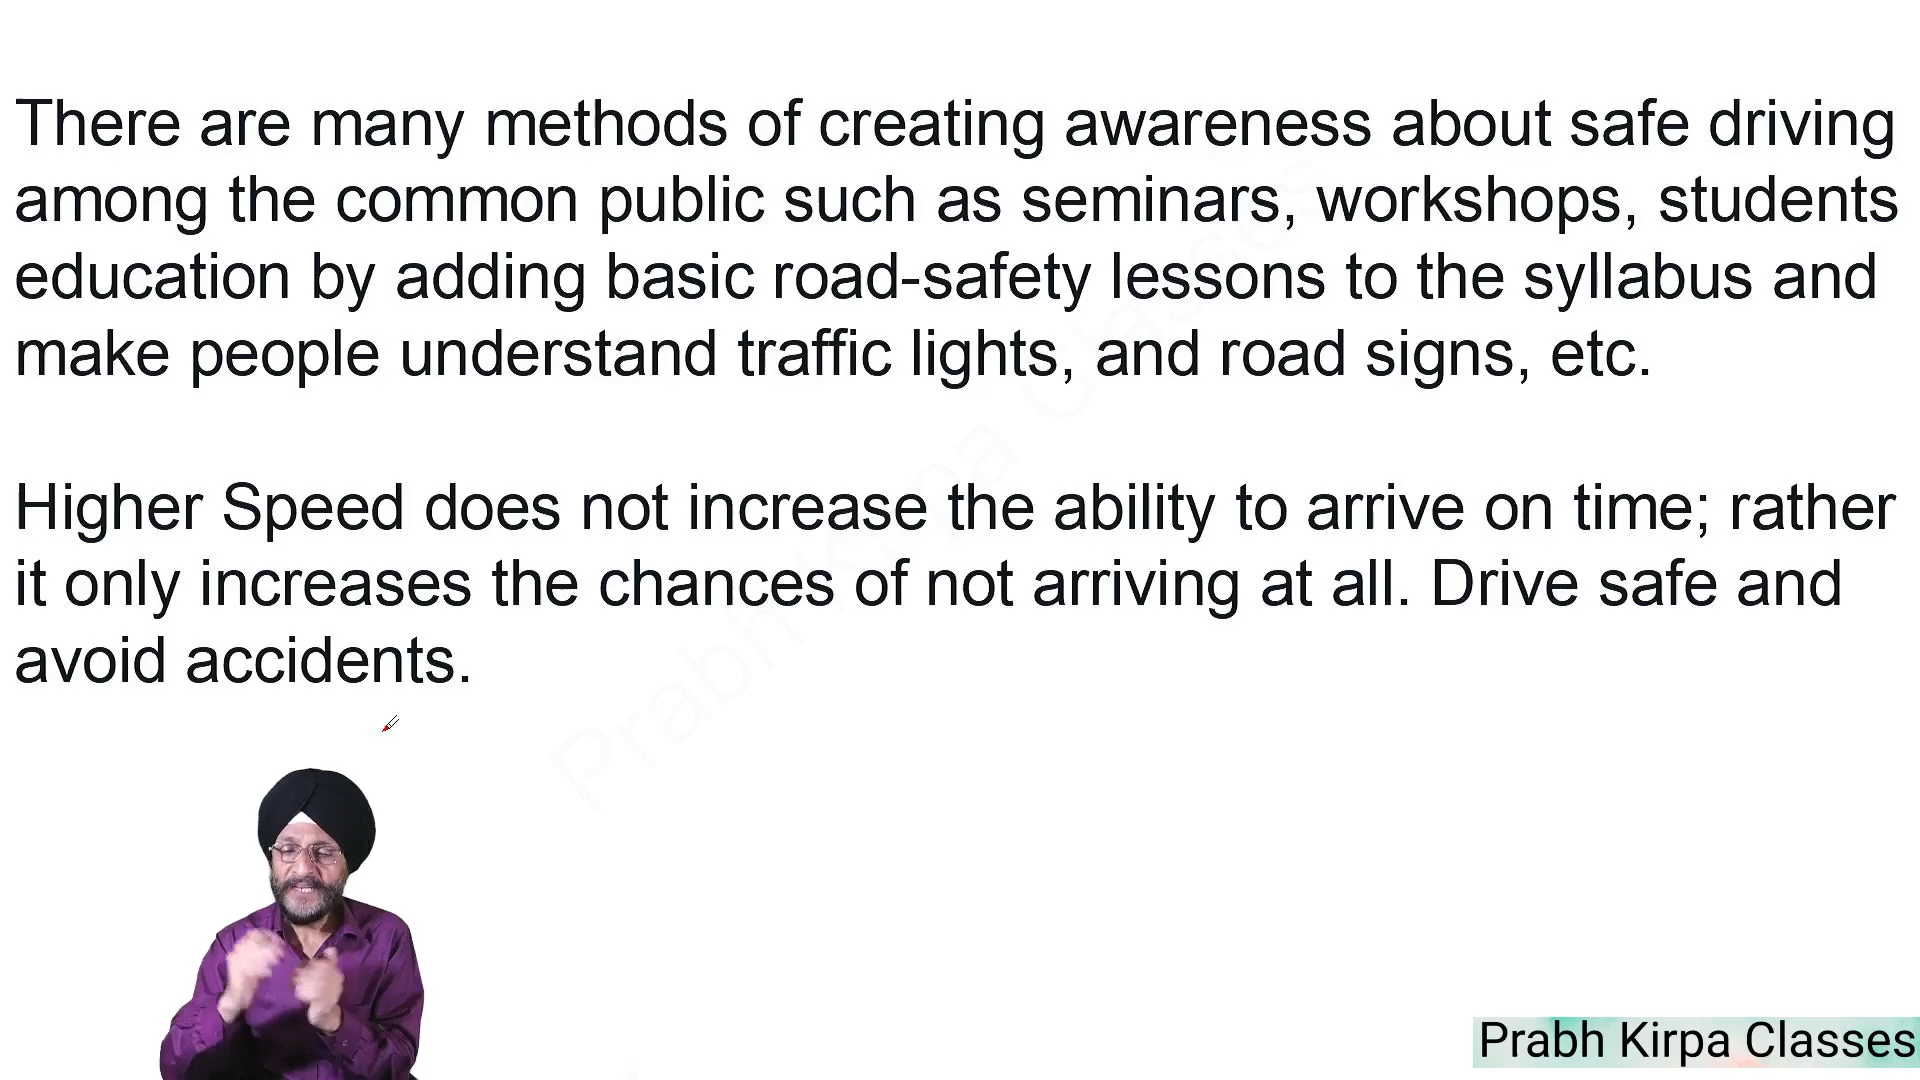 There are many methods of creating awareness about safe driving
among the common public such as seminars, workshops, students
education by adding basic road-safety lessons to the syllabus and
make people understand traffic lights, and road signs, etc.
Higher Speed does not increase the ability to arrive on time; rather
it only increases the chances of not arriving at all. Drive safe and
avoid accidents.
Prabh Kirpa Classes
Prabh Kirpa Classes